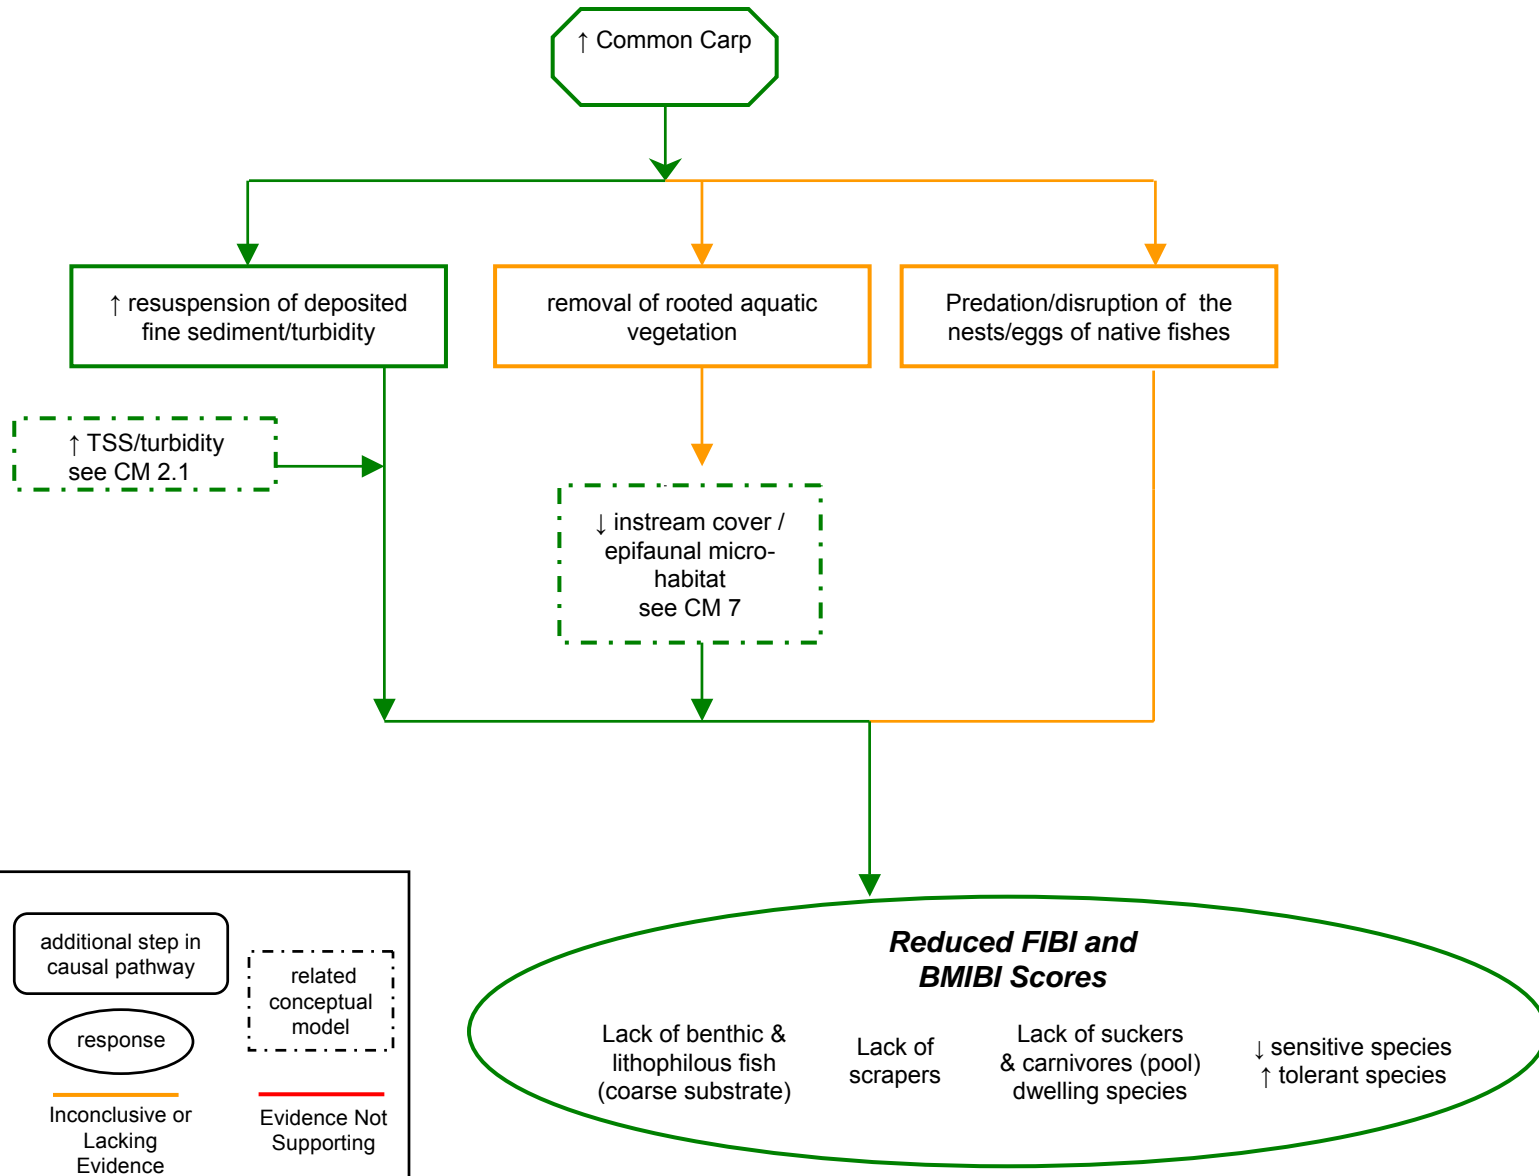 ↑ Common Carp
↑ resuspension of deposited
fine sediment/turbidity
removal of rooted aquatic
vegetation
Predation/disruption of the
nests/eggs of native fishes
↑ TSS/turbidity
see CM 2.1
↓ instream cover /
epifaunal micro-
habitat
see CM 7
Reduced FIBI and
BMIBI Scores
Lack of benthic &
lithophilous fish
(coarse substrate)
Lack of
scrapers
Lack of suckers
& carnivores (pool)
dwelling species
↓ sensitive species
↑ tolerant species
additional step in
causal pathway
related
conceptual
model
response
Inconclusive or
Lacking
Evidence
Evidence Not
Supporting